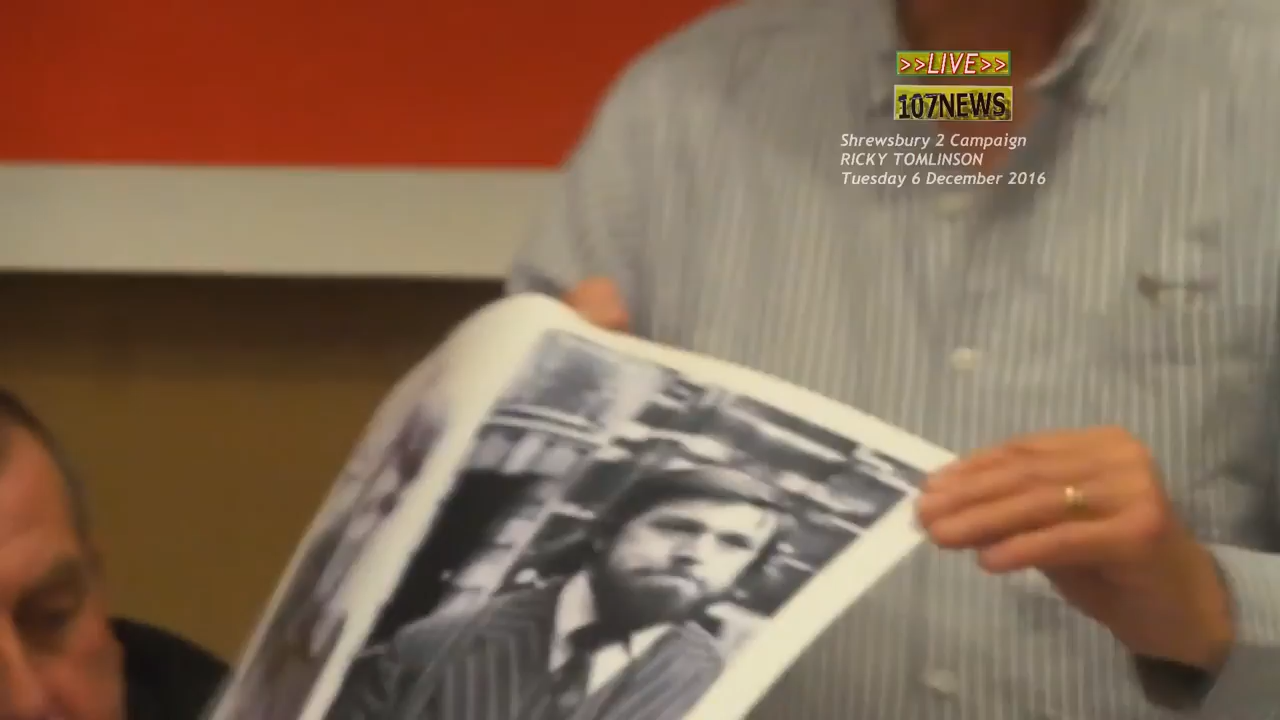 >>LIVE>>
107NEWS
Shrewsbury 2 Campaign
RICKY TOMLINSON
Tuesday 6 December 2016